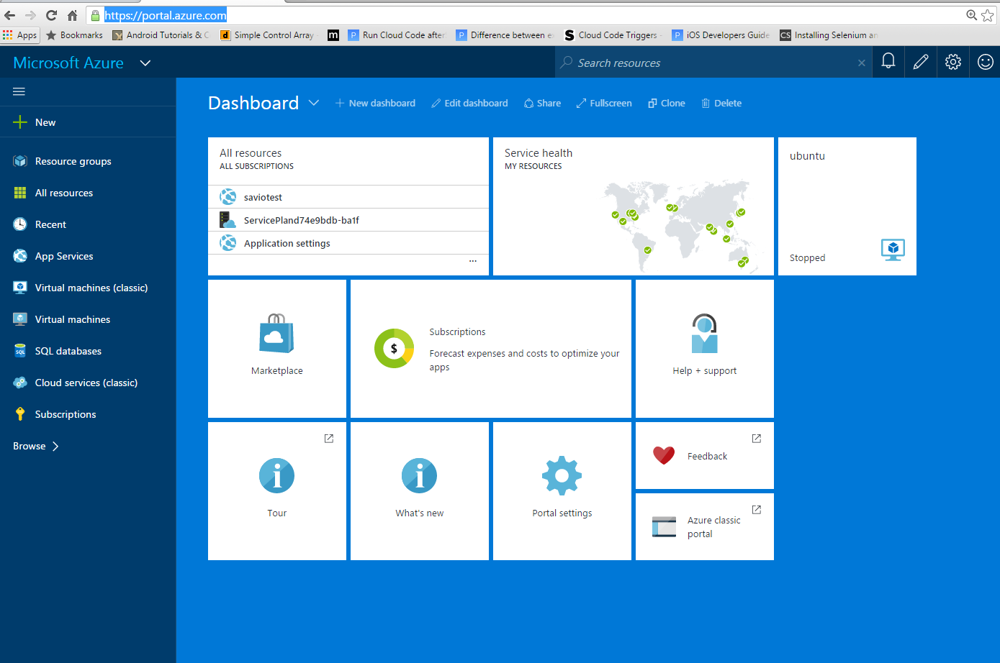 https://portal.azure.com
Apps Bookmarks Android Tutorials & C Simple Control Array m Run Cloud Code after Difference between e Cloud Code Triggers - iOS Developers Guide CS Installing Selenium an
Microsoft Azure
Search resources
Dashboard
New dashboard Edit dashboard Share Fullscreen Clone Delete
New
Resource groups
All resources
Recent
App Services
Virtual machines (classic)
Virtual machines
SQL databases
Cloud services (classic)
Subscriptions
Browse
All resources
ALL SUBSCRIPTIONS
saviotest
ServicePland74e9bdb-ba1f
Application settings
...
Service health
MY RESOURCES
ubuntu
Stopped
Marketplace
$
Subscriptions
Forecast expenses and costs to optimize your
apps
Help + support
Tour
What's new
Portal settings
Feedback
Azure classic
portal